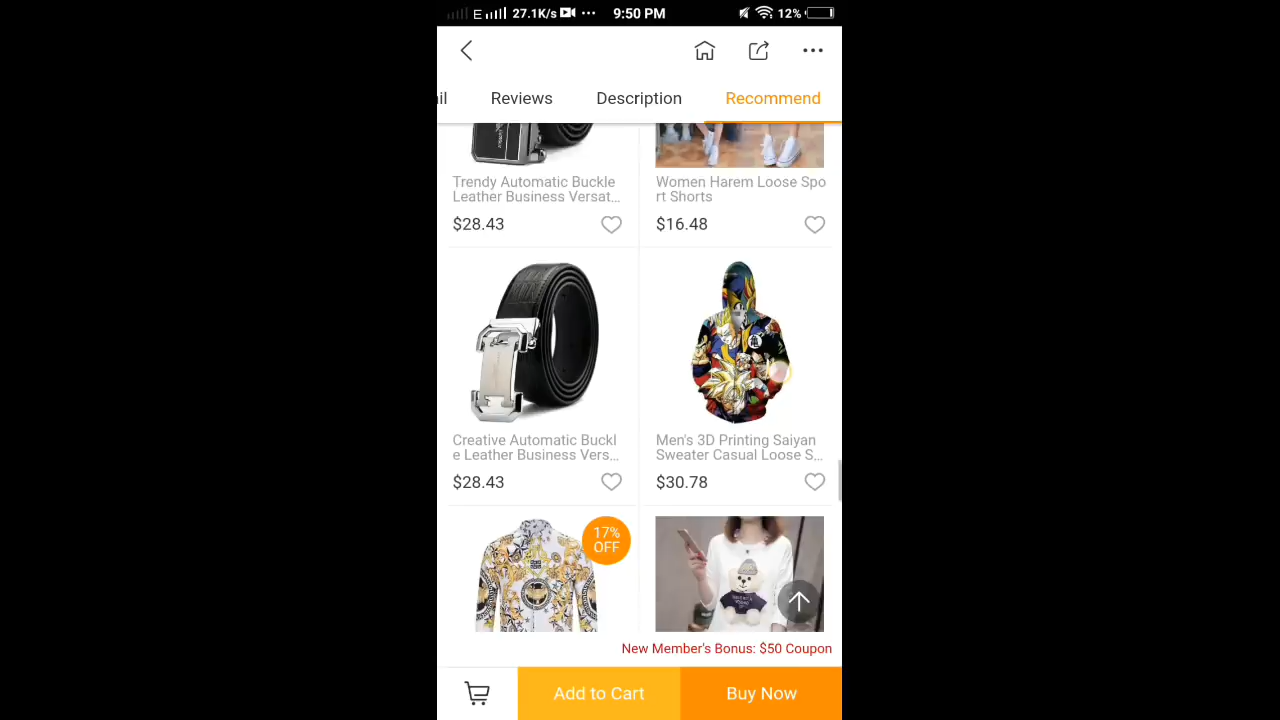 E 27.1K/s ··· 9:50 PM 12%
il Reviews Description Recommend
Trendy Automatic Buckle
Leather Business Versat...
$28.43
Women Harem Loose Spo
rt Shorts
$16.48
Creative Automatic Buckl
e Leather Business Vers...
$28.43
Men's 3D Printing Saiyan
Sweater Casual Loose S...
$30.78
17%
OFF
New Member's Bonus: $50 Coupon
Add to Cart Buy Now